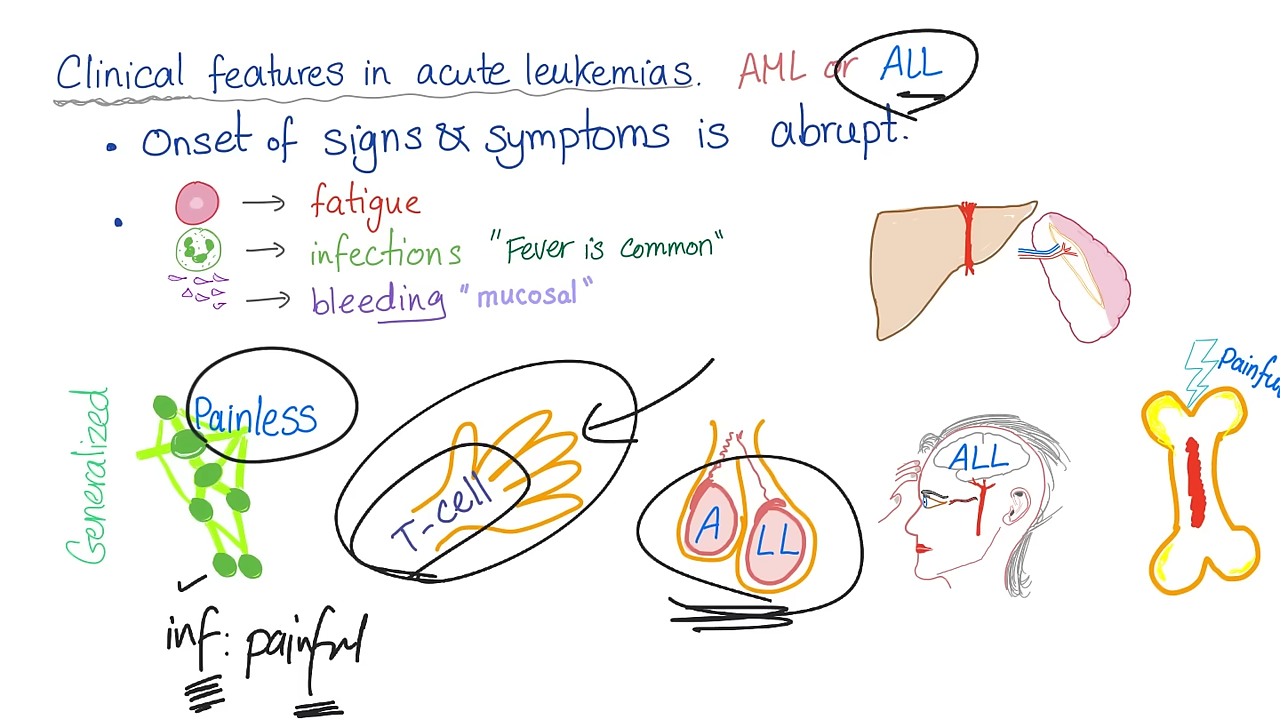 Clinical features in acute leukemias. AML or ALL
• Onset of signs & symptoms is abrupt.
• → fatigue
→ infections "Fever is common"
→ bleeding "mucosal"
Generalized
Painless
T-cell
A LL
ALL
Painful
inf: painful